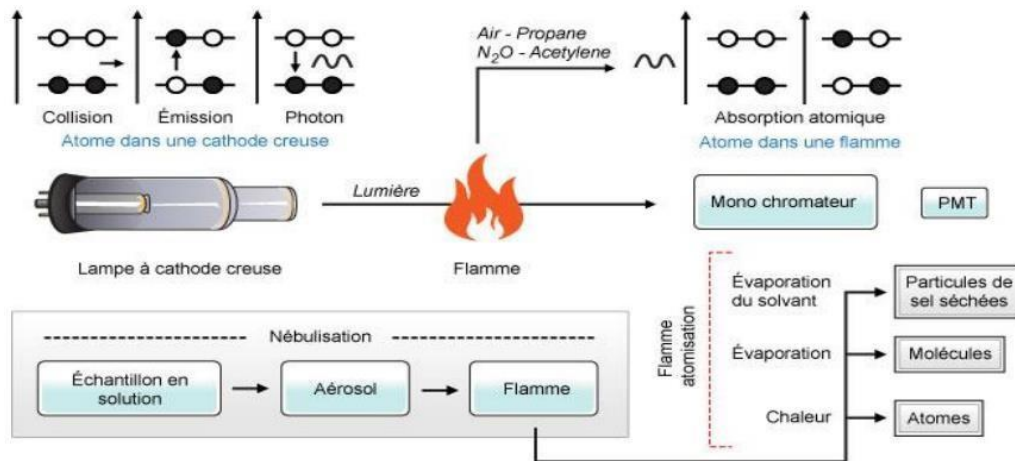 Air - Propane
N₂O - Acetylene
Collision
Émission
Photon
Absorption atomique
Atome dans une cathode creuse
Atome dans une flamme
Lumière
Mono chromateur
PMT
Lampe à cathode creuse
Flamme
Nébulisation
Échantillon en
solution
Aérosol
Flamme
Flamme
atomisation
Évaporation
du solvant
Particules de
sel séchées
Évaporation
Molécules
Chaleur
Atomes